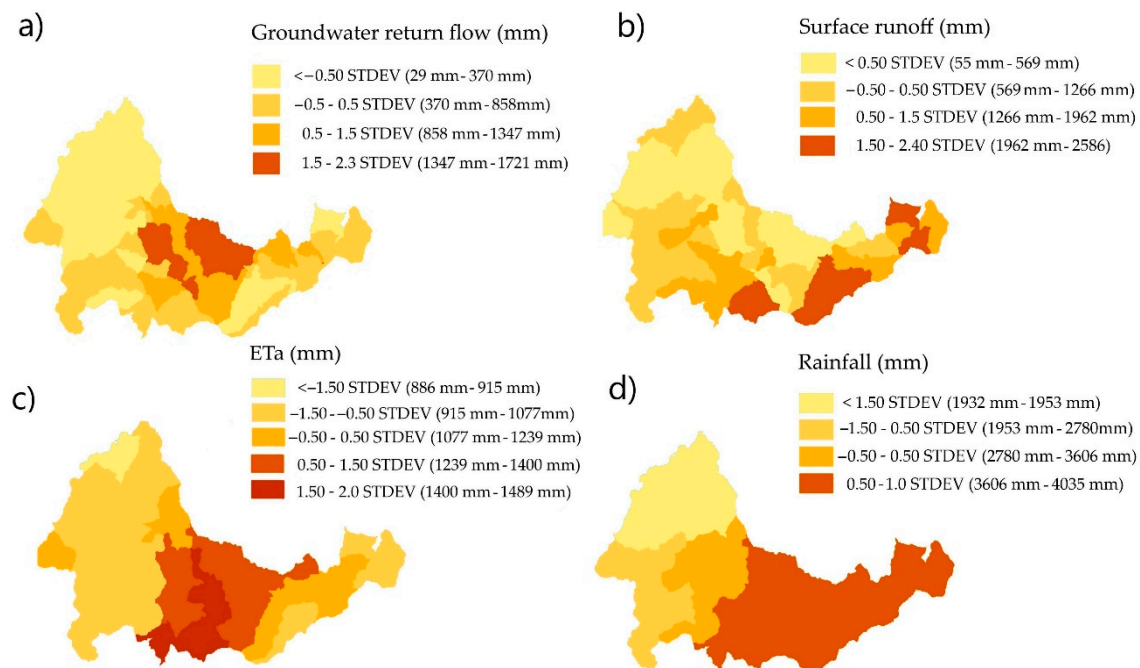 a)
Groundwater return flow (mm)
<−0.50 STDEV (29 mm - 370 mm)
−0.5 - 0.5 STDEV (370 mm - 858mm)
0.5 - 1.5 STDEV (858 mm - 1347mm)
1.5 - 2.3 STDEV (1347 mm - 1721 mm)
b)
Surface runoff (mm)
< 0.50 STDEV (55 mm - 569 mm)
−0.50 - 0.50 STDEV (569 mm - 1266 mm)
0.50 - 1.5 STDEV (1266 mm - 1962 mm)
1.50 - 2.40 STDEV (1962 mm - 2586)
c)
ETa (mm)
<−1.50 STDEV (886 mm - 915 mm)
−1.50 - −0.50 STDEV (915 mm - 1077mm)
−0.50 - 0.50 STDEV (1077 mm - 1239 mm)
0.50 - 1.50 STDEV (1239 mm - 1400 mm)
1.50 - 2.0 STDEV (1400 mm - 1489 mm)
d)
Rainfall (mm)
< 1.50 STDEV (1932 mm - 1953 mm)
−1.50 - 0.50 STDEV (1953 mm - 2780mm)
−0.50 - 0.50 STDEV (2780 mm - 3606 mm)
0.50 - 1.0 STDEV (3606 mm - 4035 mm)